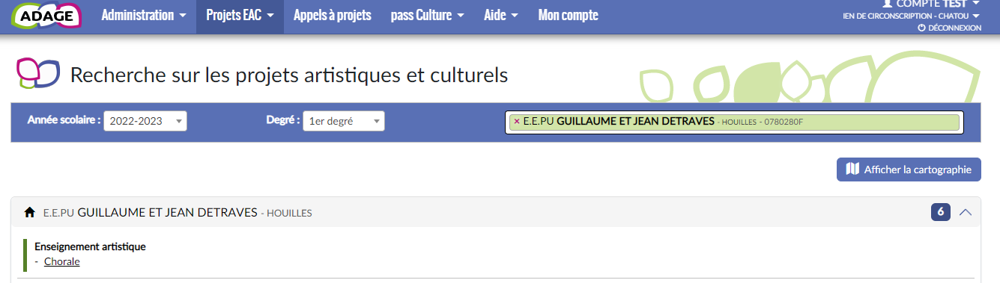 ADAGE Administration Projets EAC Appels à projets pass Culture Aide Mon compte
COMPTE TEST
IEN DE CIRCONSCRIPTION - CHATOU
DÉCONNEXION
Recherche sur les projets artistiques et culturels
Année scolaire : 2022-2023 Degré : 1er degré × E.E.PU GUILLAUME ET JEAN DETRAVES - HOUILLES - 0780280F
Afficher la cartographie
E.E.PU GUILLAUME ET JEAN DETRAVES - HOUILLES 6
Enseignement artistique
- Chorale